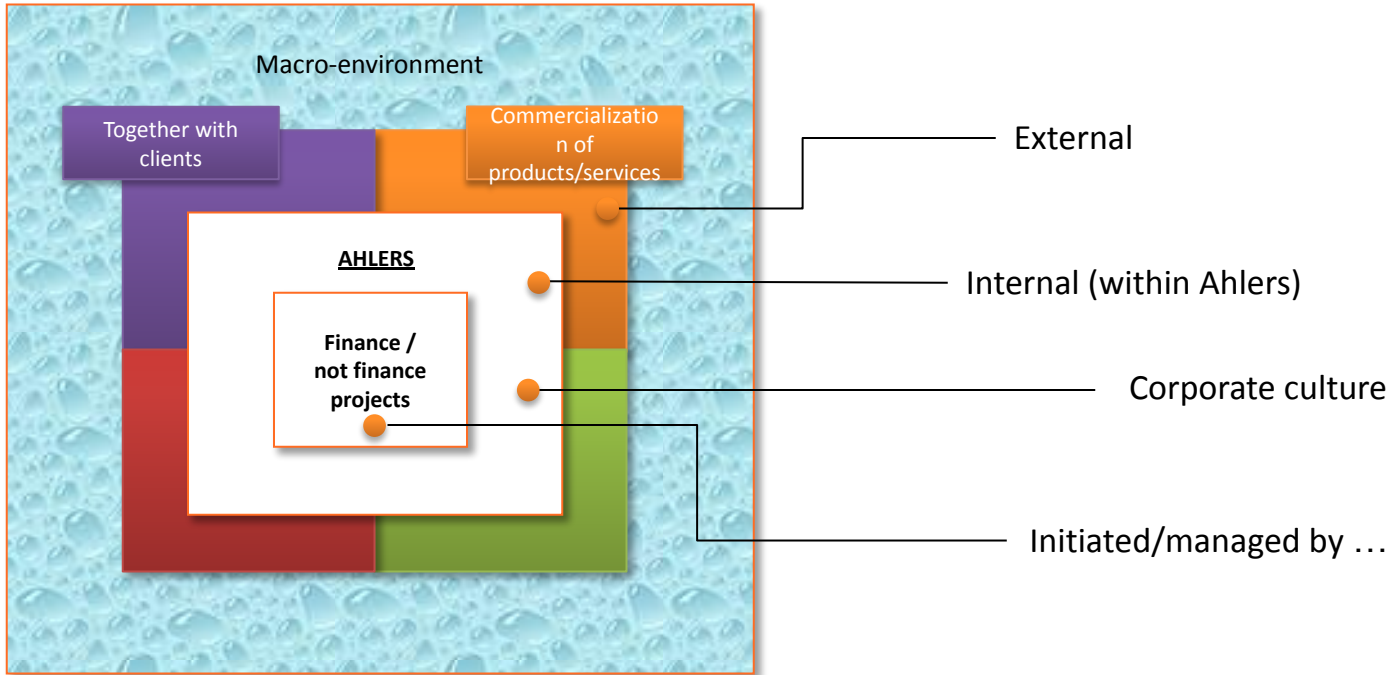 Macro-environment
Together with
clients
Commercializatio
n of
products/services
External
AHLERS
Internal (within Ahlers)
Finance /
not finance
projects
Corporate culture
Initiated/managed by …